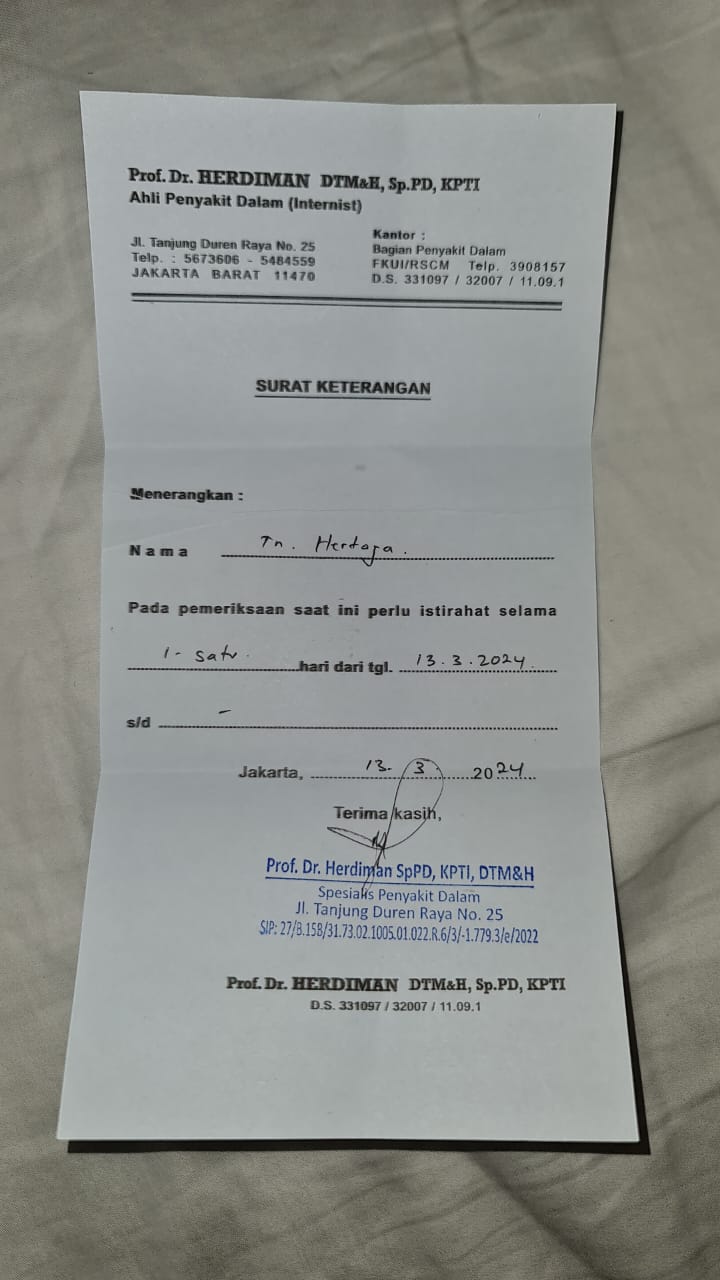 Prof. Dr. HERDIMAN DTM&H, Sp.PD, KPTI
Ahli Penyakit Dalam (Internist)
Jl. Tanjung Duren Raya No. 25
Telp. : 5673606 - 5484559
JAKARTA BARAT 11470
Kantor :
Bagian Penyakit Dalam
FKUI/RSCM Telp. 3908157
D.S. 331097 / 32007 / 11.09.1
SURAT KETERANGAN
Menerangkan :
Nama Tn. Herdoja.
Pada pemeriksaan saat ini perlu istirahat selama
1- satu hari dari tgl. 13.3.2024
s/d -
Jakarta, 13. 3. 2024
Terima kasih,
Prof. Dr. Herdiman SpPD, KPTI, DTM&H
Spesialis Penyakit Dalam
Jl. Tanjung Duren Raya No. 25
SIP: 27/B.15B/31.73.02.1005.01.022.R.6/3/-1.779.3/e/2022
Prof. Dr. HERDIMAN DTM&H, Sp.PD, KPTI
D.S. 331097 / 32007 / 11.09.1